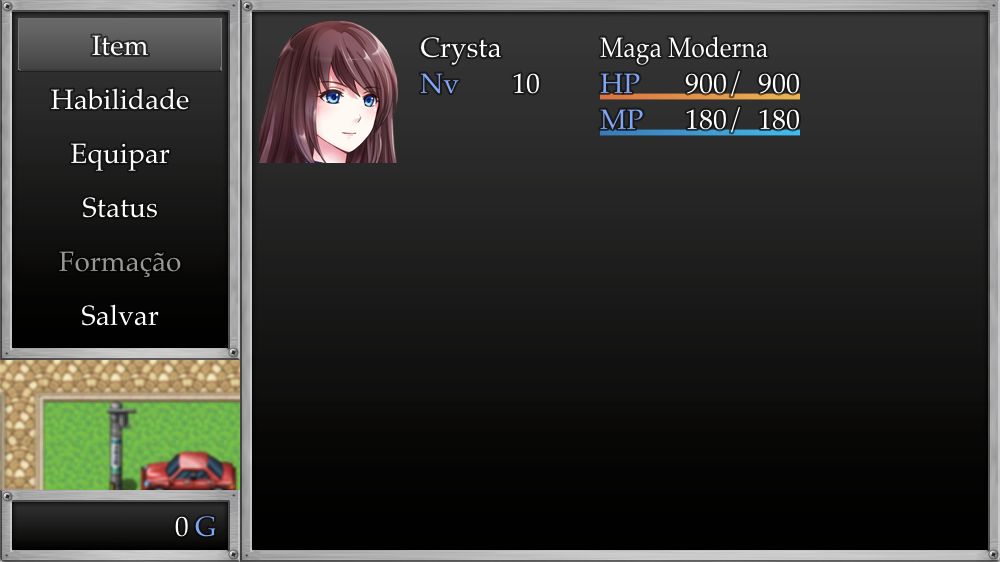 Item
Habilidade
Equipar
Status
Formação
Salvar
0 G
Crysta
Nv 10
Maga Moderna
HP 900/ 900
MP 180/ 180